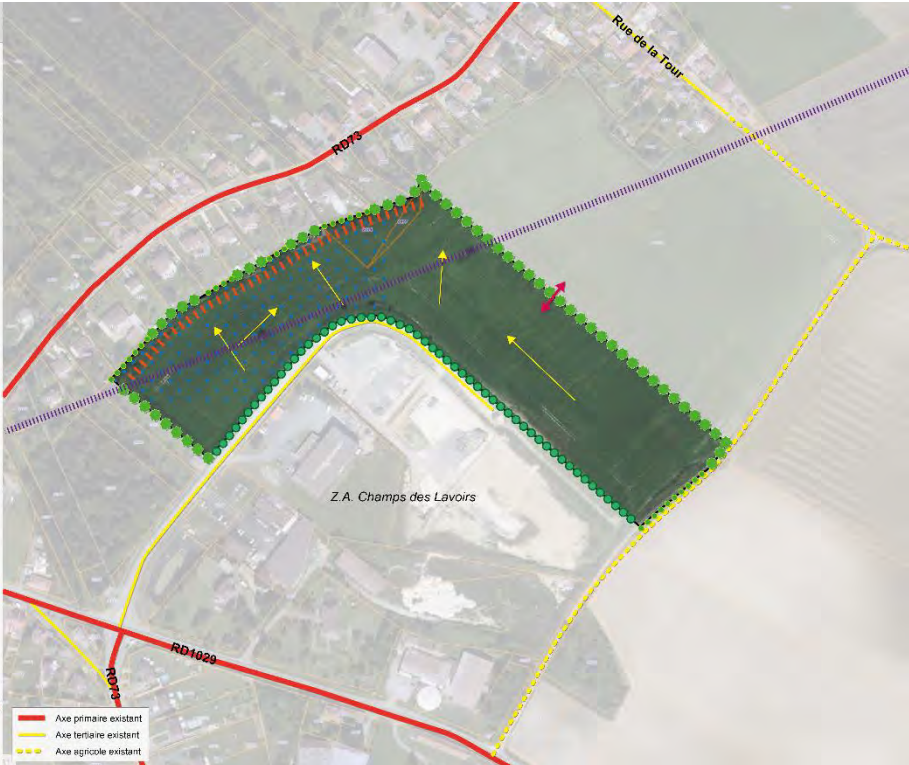 Rue de la Tour
RD73
Z.A. Champs des Lavoirs
RD1029
RD73
Axe primaire existant
Axe tertiaire existant
Axe agricole existant